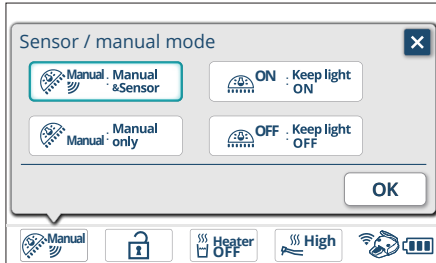 Sensor / manual mode
Manual : Manual &Sensor
ON : Keep light ON
Manual : Manual only
OFF : Keep light OFF
OK
Manual
Heater OFF
High